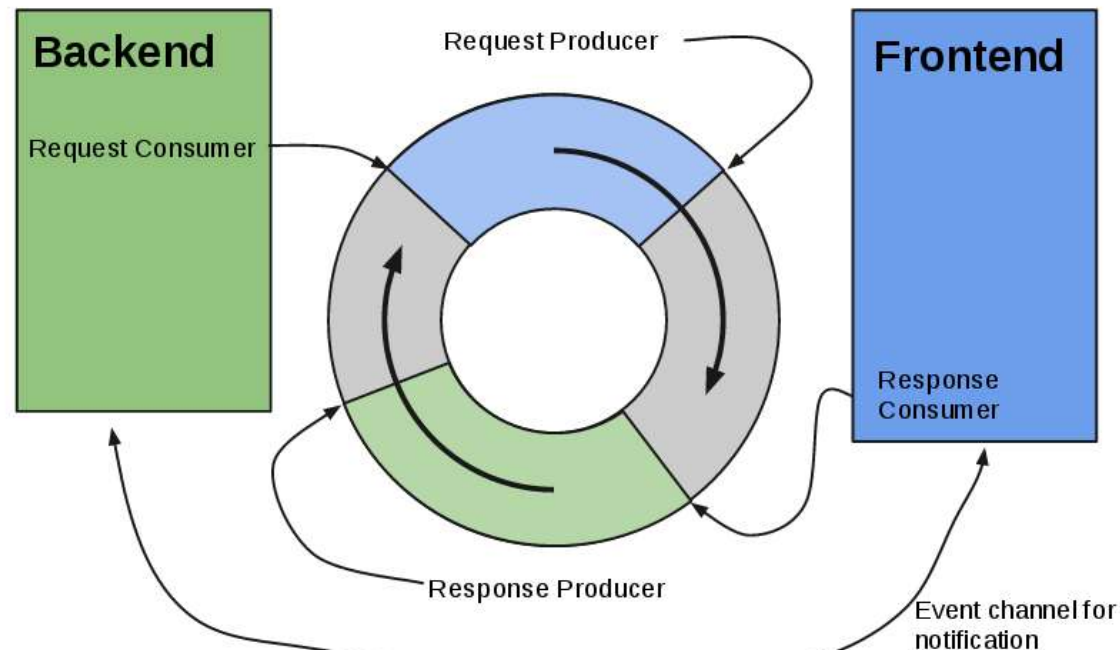 Backend
Request Producer
Frontend
Request Consumer
Response
Consumer
Response Producer
Event channel for
notification